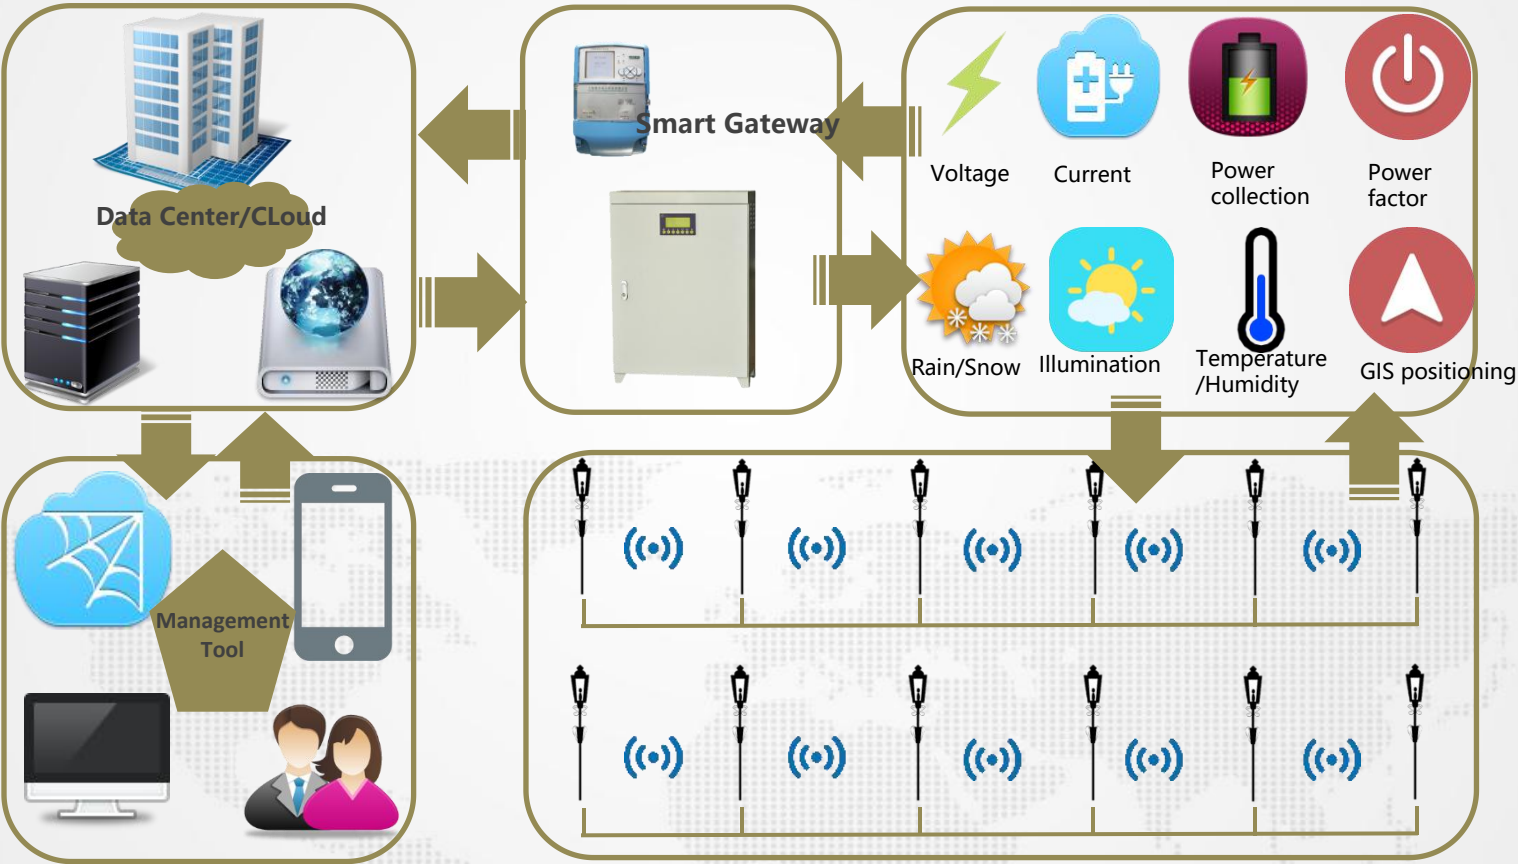 Smart Gateway
Data Center/CLoud
Voltage
Current
Power
collection
Power
factor
Rain/Snow
Illumination
Temperature
/Humidity
GIS positioning
Management
Tool